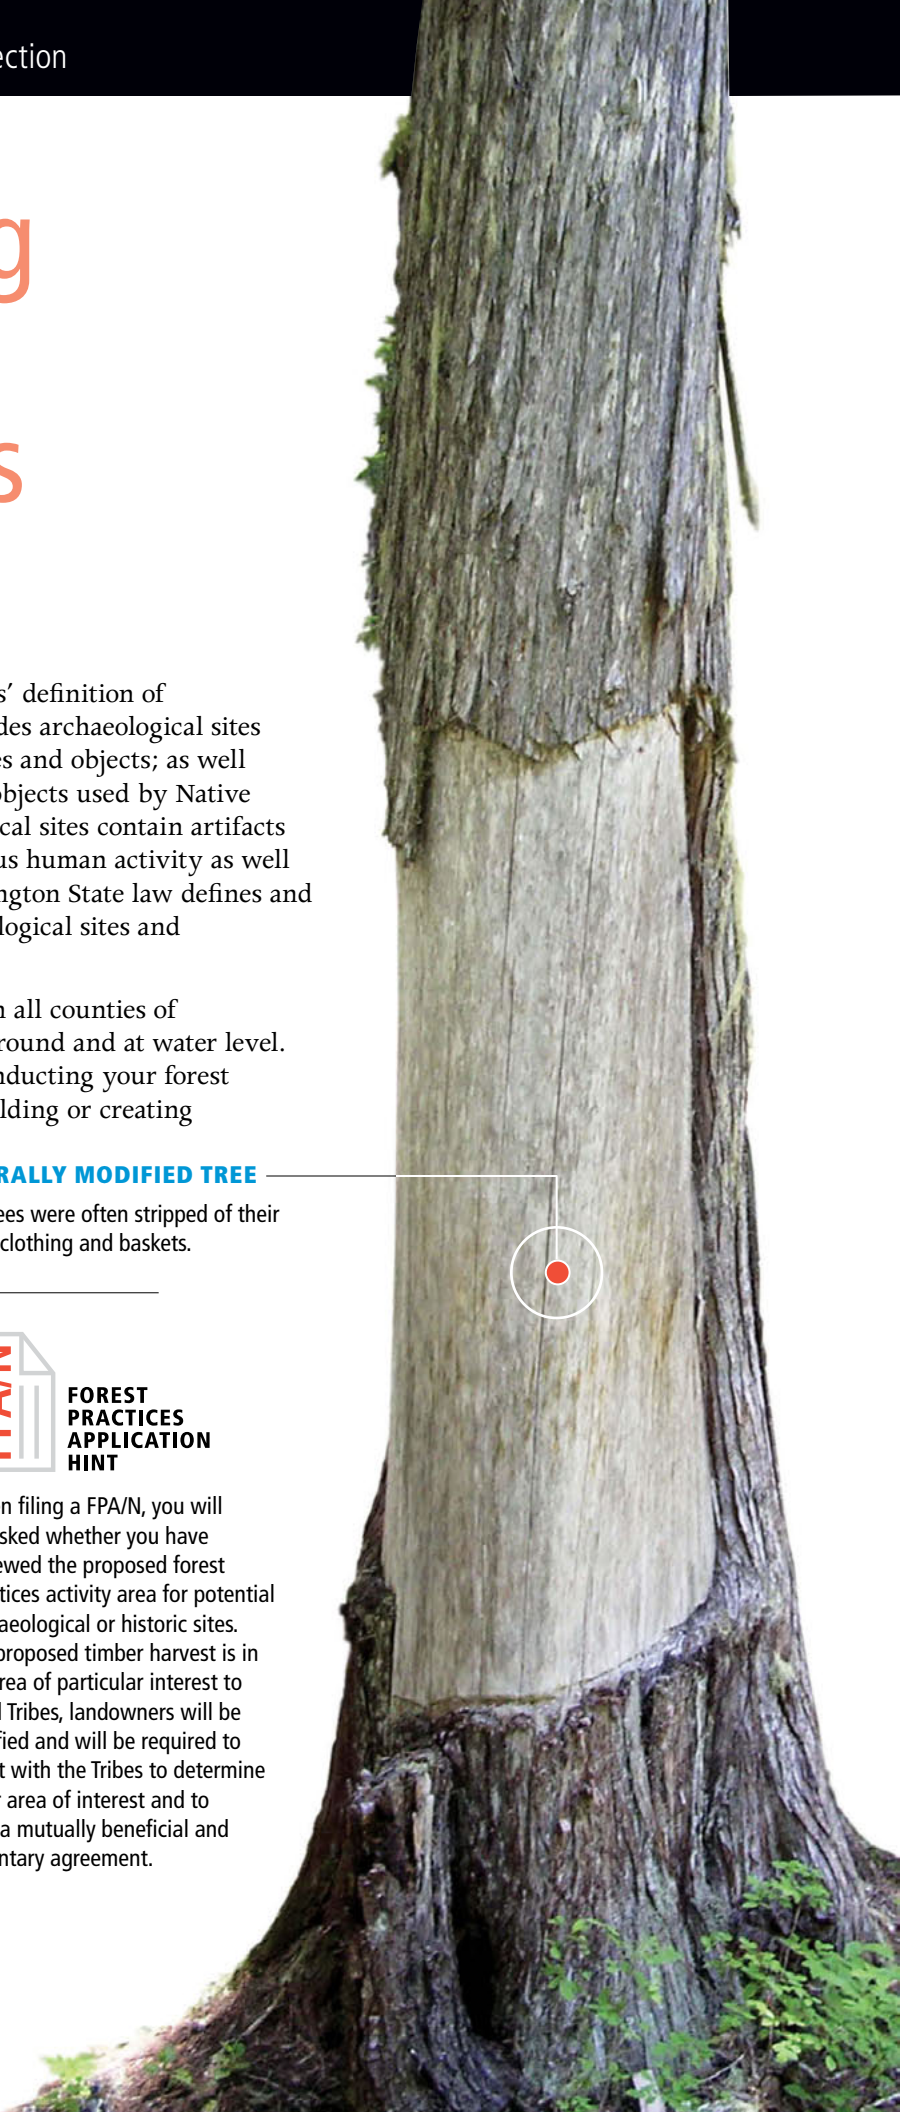 ection
g
s
s’ definition of
des archaeological sites
es and objects; as well
objects used by Native
cal sites contain artifacts
us human activity as well
ngton State law defines and
logical sites and
n all counties of
round and at water level.
nducting your forest
lding or creating
RALLY MODIFIED TREE
ees were often stripped of their
clothing and baskets.
FPA/N
FOREST
PRACTICES
APPLICATION
HINT
n filing a FPA/N, you will
sked whether you have
ewed the proposed forest
tices activity area for potential
aeological or historic sites.
proposed timber harvest is in
rea of particular interest to
l Tribes, landowners will be
fied and will be required to
t with the Tribes to determine
r area of interest and to
a mutually beneficial and
ntary agreement.